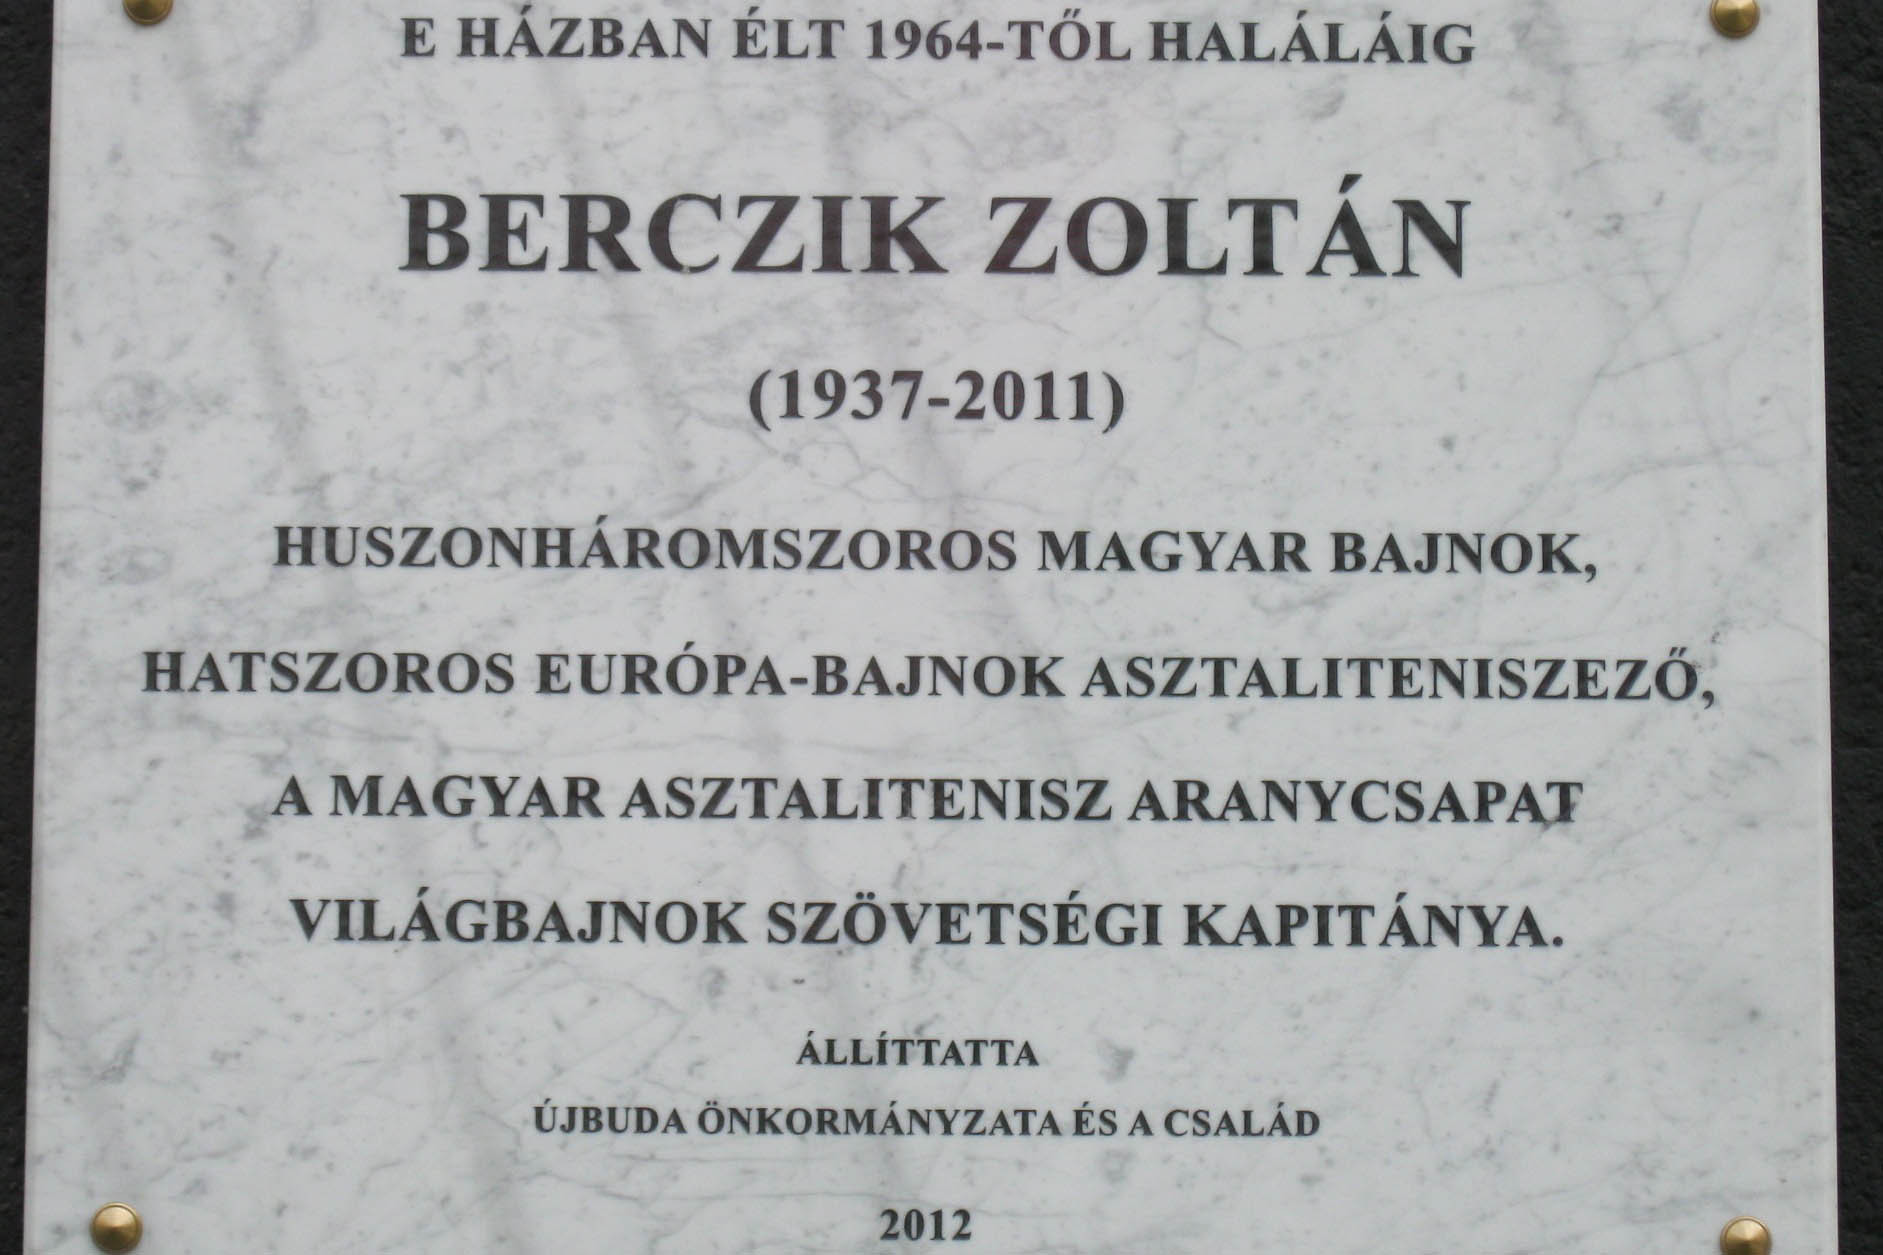 E HÁZBAN ÉLT 1964-TŐL HALÁLÁIG
BERCZIK ZOLTÁN
(1937-2011)
HUSZONHÁROMSZOROS MAGYAR BAJNOK,
HATSZOROS EURÓPA-BAJNOK ASZTALITENISZEZŐ,
A MAGYAR ASZTALITENISZ ARANYCSAPAT
VILÁGBAJNOK SZÖVETSÉGI KAPITÁNYA.
ÁLLÍTTATTA
ÚJBUDA ÖNKORMÁNYZATA ÉS A CSALÁD
2012